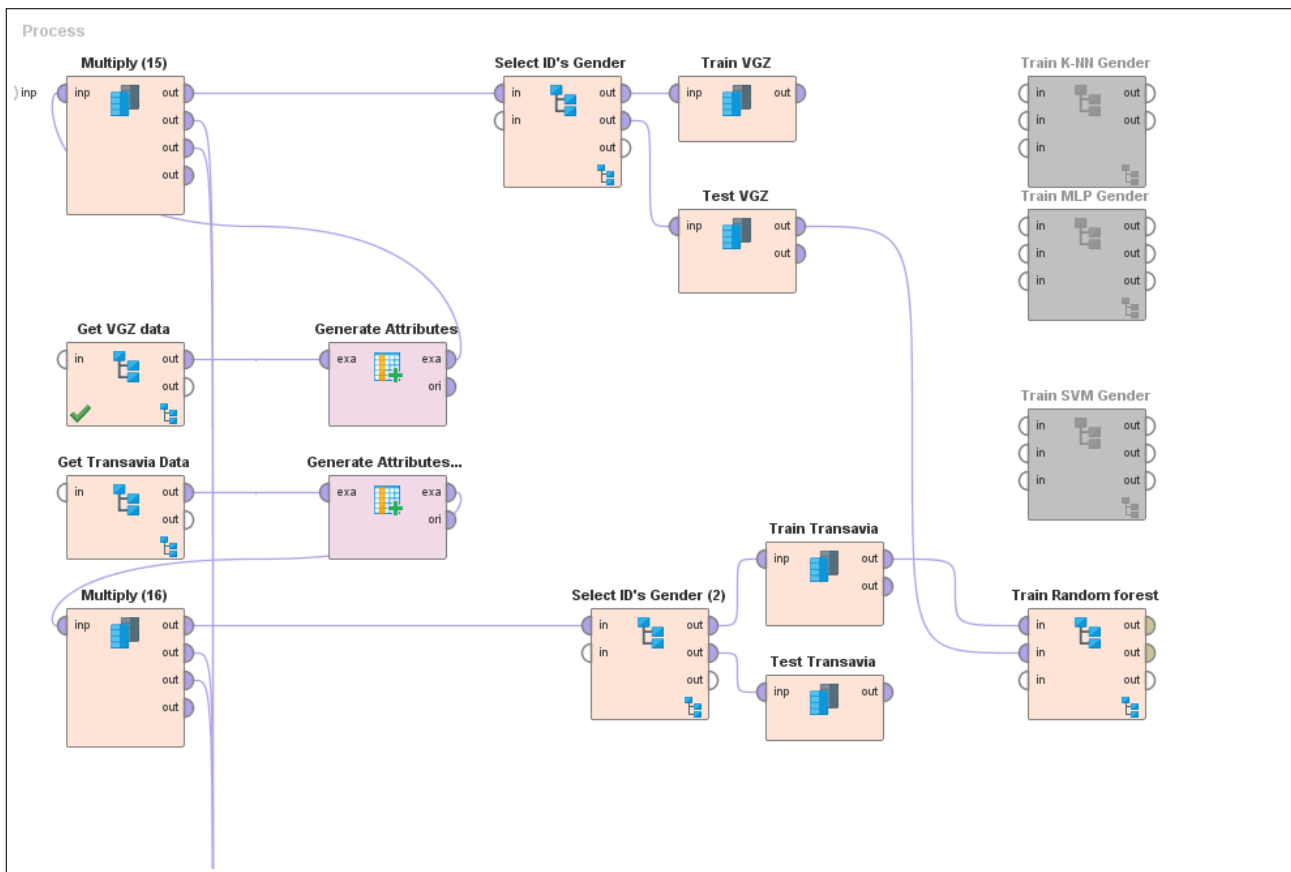 Process
Multiply (15)
Select ID's Gender
Train VGZ
Train K-NN Gender
inp
inp
out
in
out
inp
out
in
out
out
in
out
in
out
out
out
in
out
Test VGZ
Train MLP Gender
inp
out
in
out
out
in
out
in
out
Get VGZ data
Generate Attributes
in
out
exa
exa
out
ori
Train SVM Gender
in
out
in
out
in
out
Get Transavia Data
Generate Attributes...
in
out
exa
exa
out
ori
Train Transavia
inp
out
out
Multiply (16)
Select ID's Gender (2)
Train Random forest
inp
out
in
out
in
out
out
in
out
in
out
out
out
in
out
out
Test Transavia
inp
out